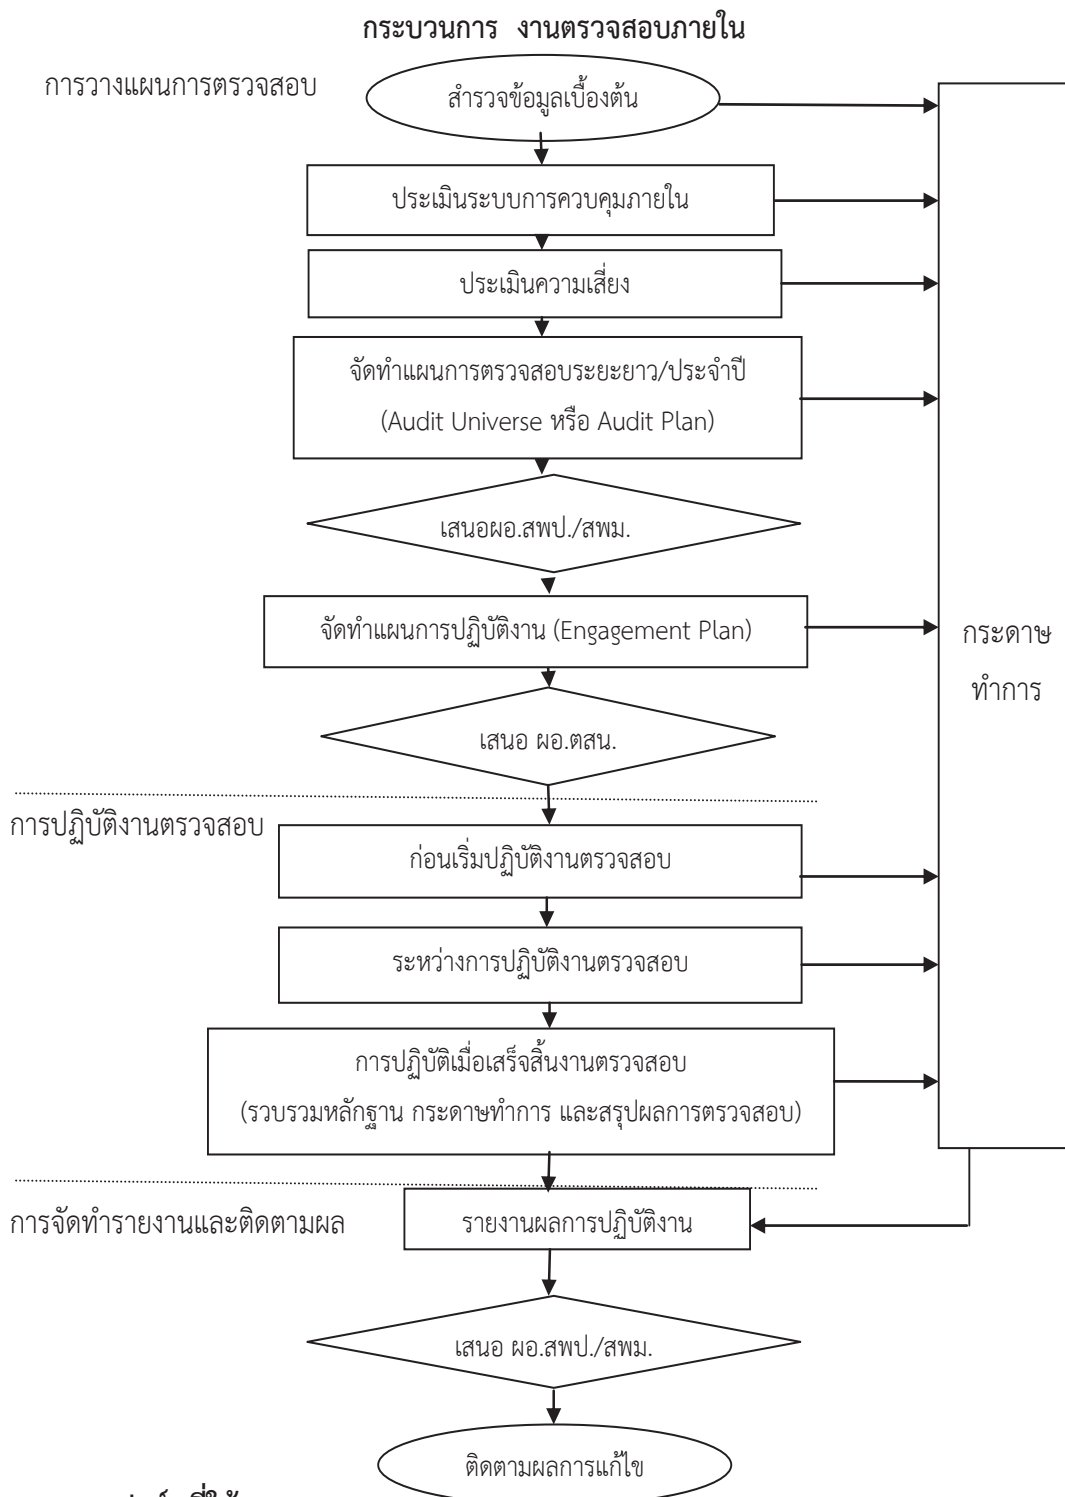 กระบวนการ งานตรวจสอบภายใน
การวางแผนการตรวจสอบ
สำรวจข้อมูลเบื้องต้น
ประเมินระบบการควบคุมภายใน
ประเมินความเสี่ยง
จัดทำแผนการตรวจสอบระยะยาว/ประจำปี
(Audit Universe หรือ Audit Plan)
เสนอผอ.สพป./สพม.
จัดทำแผนการปฏิบัติงาน (Engagement Plan)
กระดาษ
ทำการ
เสนอ ผอ.ตสน.
การปฏิบัติงานตรวจสอบ
ก่อนเริ่มปฏิบัติงานตรวจสอบ
ระหว่างการปฏิบัติงานตรวจสอบ
การปฏิบัติเมื่อเสร็จสิ้นงานตรวจสอบ
(รวบรวมหลักฐาน กระดาษทำการ และสรุปผลการตรวจสอบ)
การจัดทำรายงานและติดตามผล
รายงานผลการปฏิบัติงาน
เสนอ ผอ.สพป./สพม.
ติดตามผลการแก้ไข